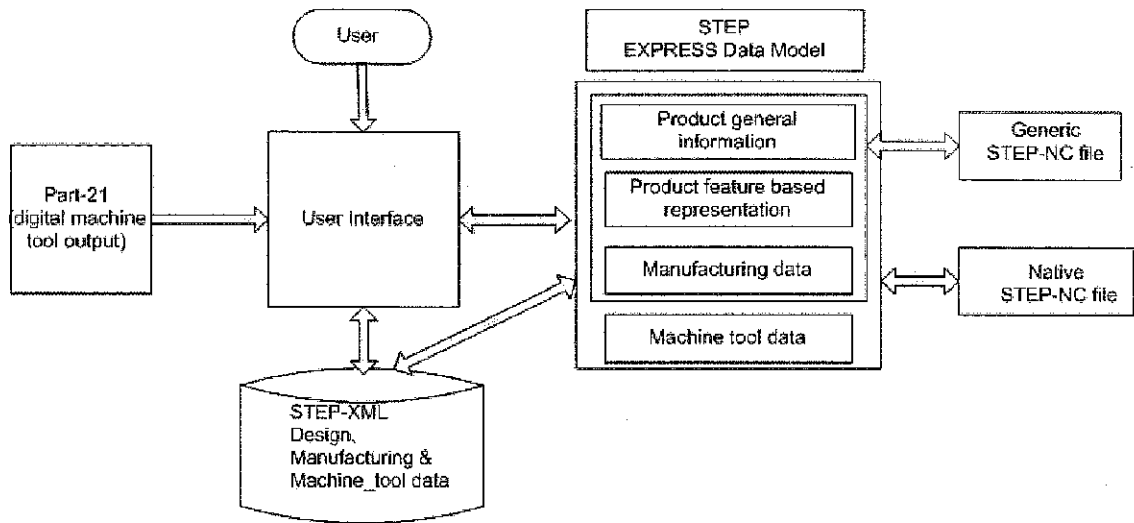 User
STEP
EXPRESS Data Model
Part-21
(digital machine
tool output)
User Interface
Product general
information
Product feature based
representation
Manufacturing data
Machine tool data
Generic
STEP-NC file
Native
STEP-NC file
STEP-XML
Design、
Manufacturing &
Machine_tool data